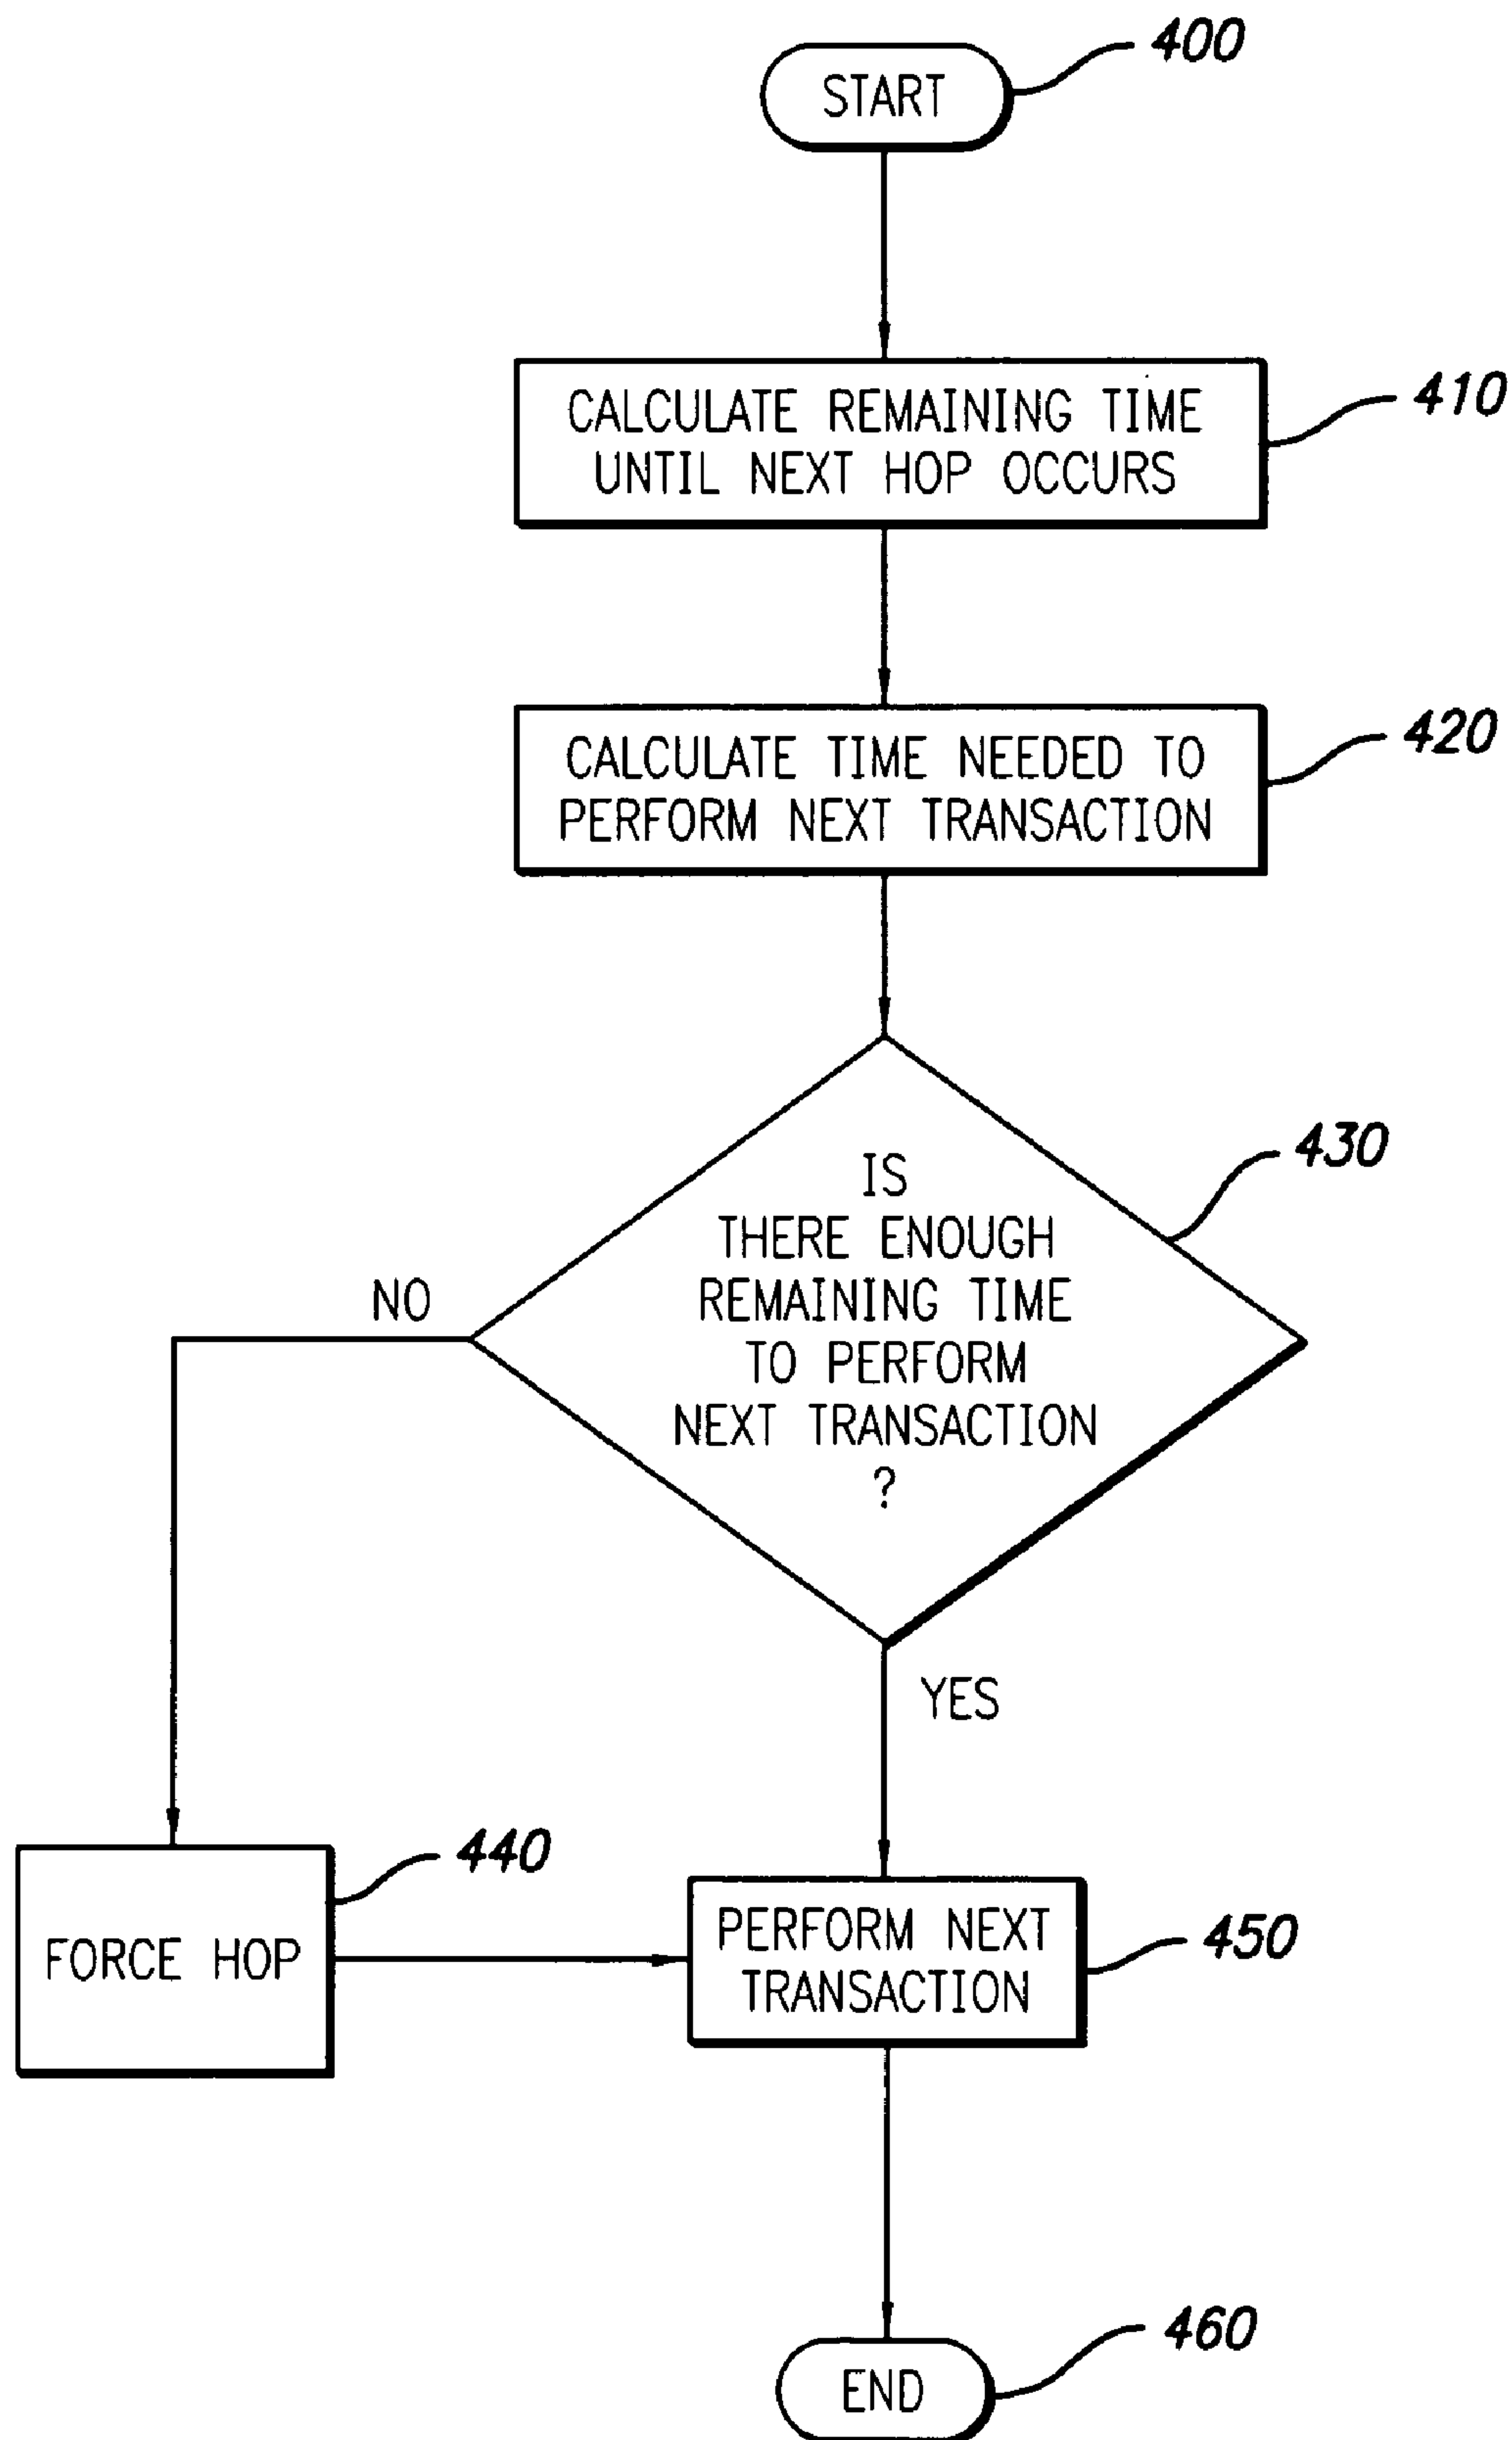 400
START
CALCULATE REMAINING TIME
UNTIL NEXT HOP OCCURS
410
CALCULATE TIME NEEDED TO
PERFORM NEXT TRANSACTION
420
IS
THERE ENOUGH
REMAINING TIME
TO PERFORM
NEXT TRANSACTION
?
430
NO
YES
440
FORCE HOP
PERFORM NEXT
TRANSACTION
450
460
END